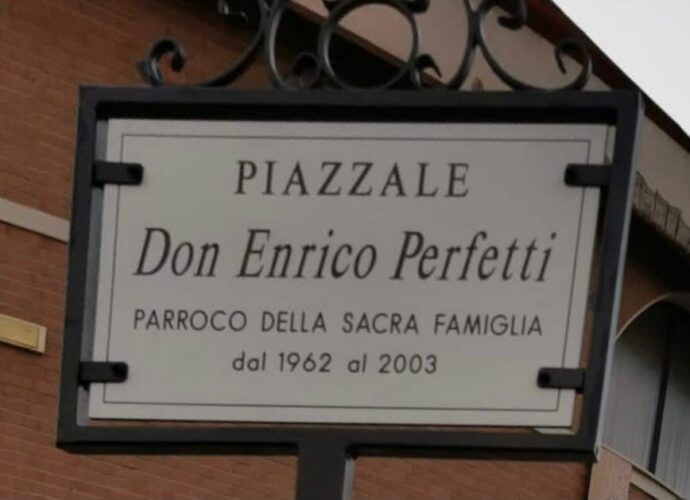 PIAZZALE
Don Enrico Perfetti
PARROCO DELLA SACRA FAMIGLIA
dal 1962 al 2003